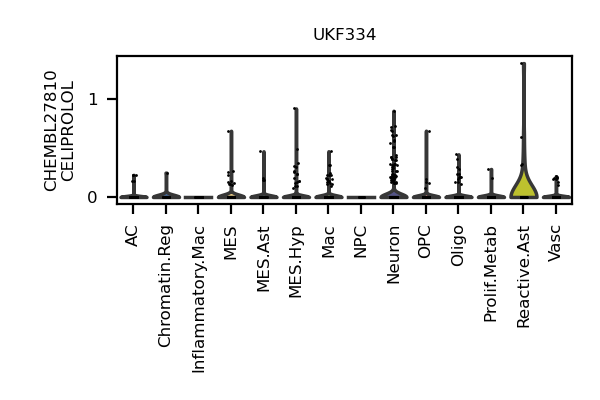 UKF334
CHEMBL27810
CELIPROLOL
1
0
AC
Chromatin.Reg
Inflammatory.Mac
MES
MES.Ast
MES.Hyp
Mac
NPC
Neuron
OPC
Oligo
Prolif.Metab
Reactive.Ast
Vasc